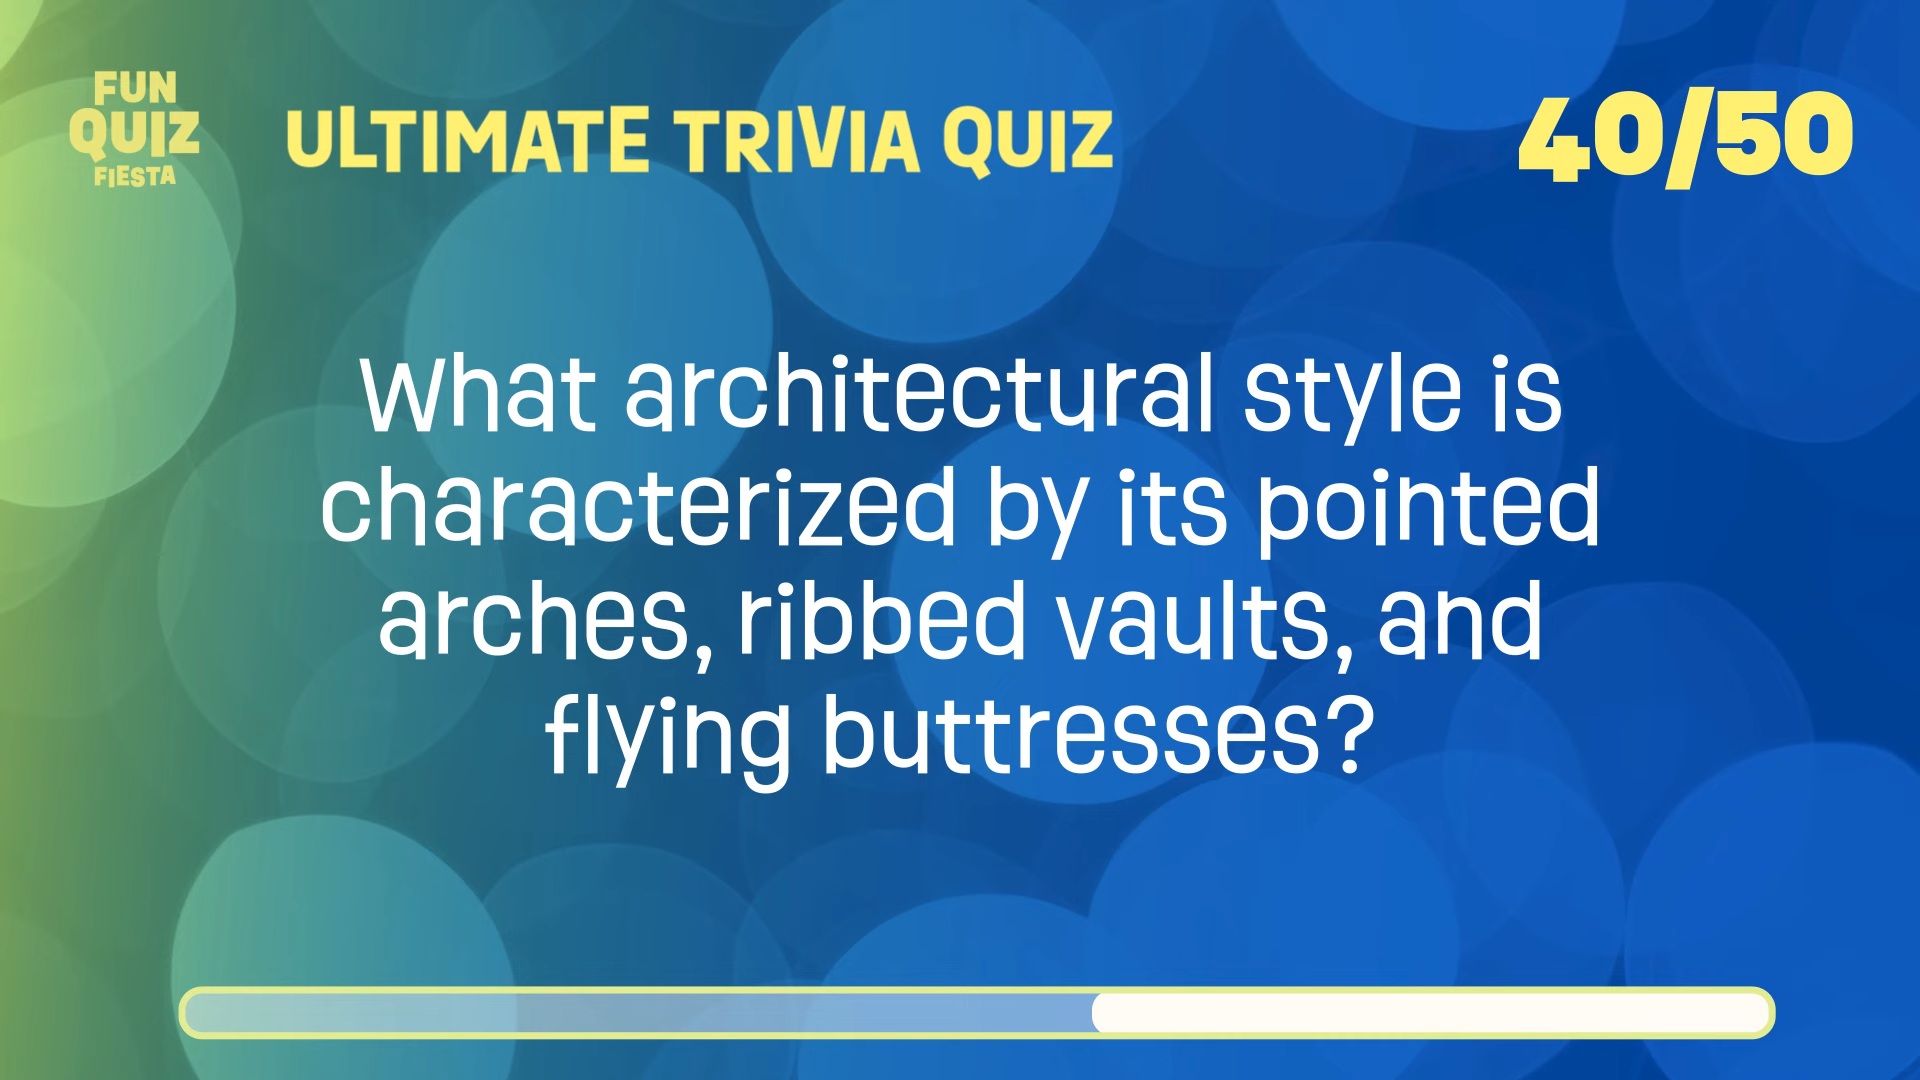 FUN
QUIZ
FIESTA
ULTIMATE TRIVIA QUIZ
40/50
What architectural style is
characterized by its pointed
arches, ribbed vaults, and
flying buttresses?